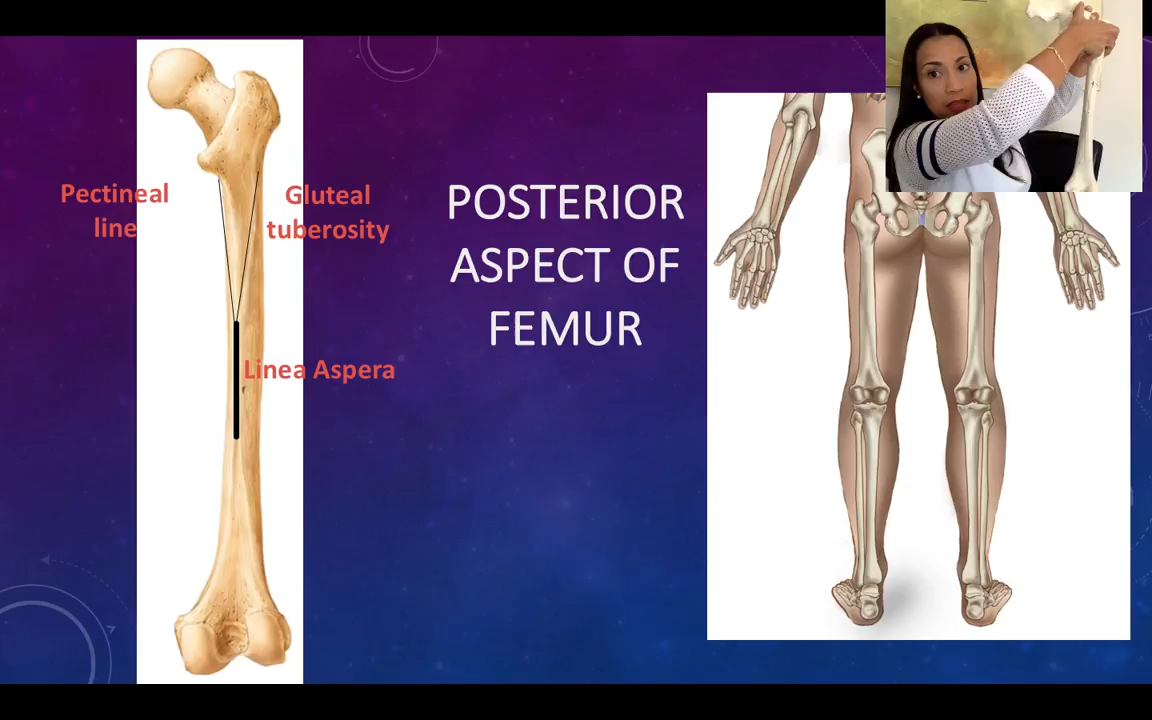 Pectineal
line
Gluteal
tuberosity
Linea Aspera
POSTERIOR
ASPECT OF
FEMUR